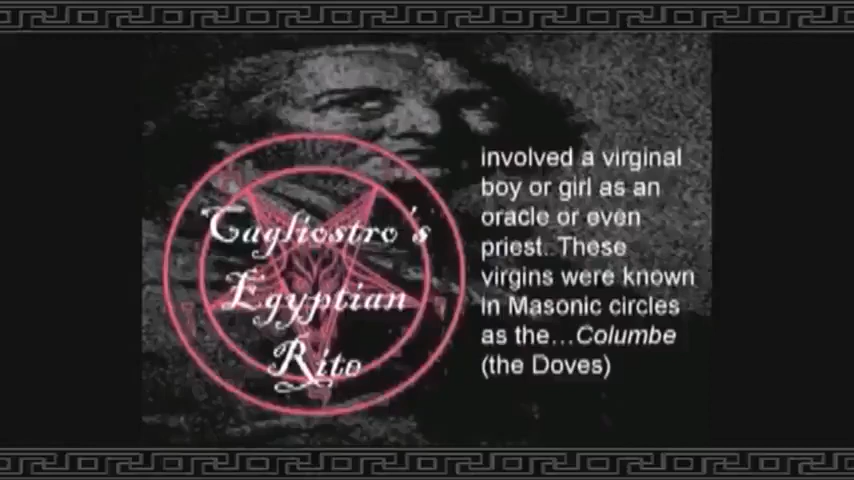 Cagliostro's
Egyptian
Rite
involved a virginal
boy or girl as an
oracle or even
priest. These
virgins were known
in Masonic circles
as the...Columbe
(the Doves)